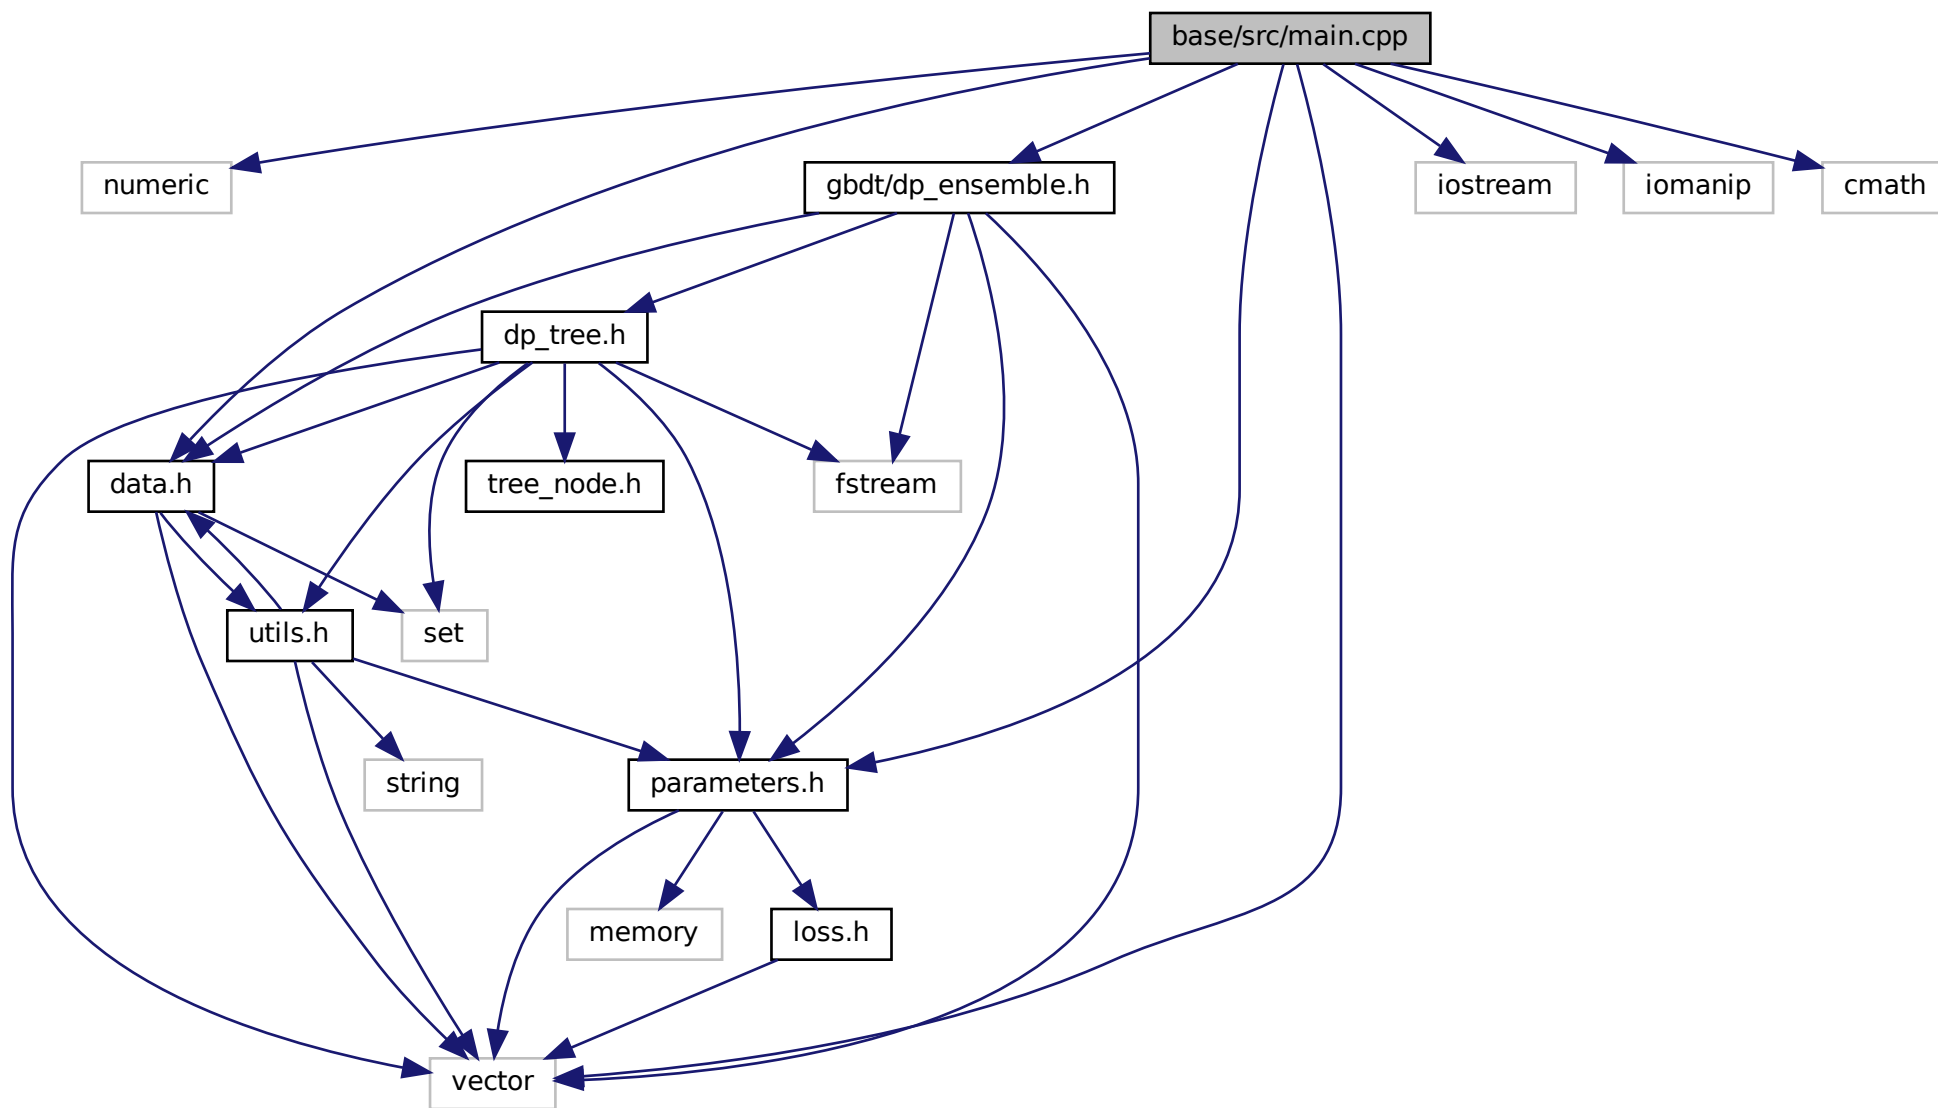 base/src/main.cpp
numeric
gbdt/dp_ensemble.h
iostream
iomanip
cmath
dp_tree.h
data.h
tree_node.h
fstream
utils.h
set
string
parameters.h
memory
loss.h
vector